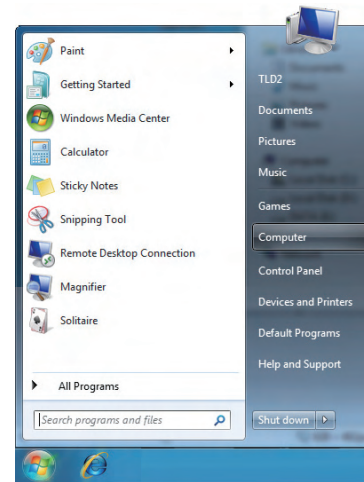 Paint
Getting Started
Windows Media Center
Calculator
Sticky Notes
Snipping Tool
Remote Desktop Connection
Magnifier
Solitaire
All Programs
Search programs and files
TLD2
Documents
Pictures
Music
Games
Computer
Control Panel
Devices and Printers
Default Programs
Help and Support
Shut down